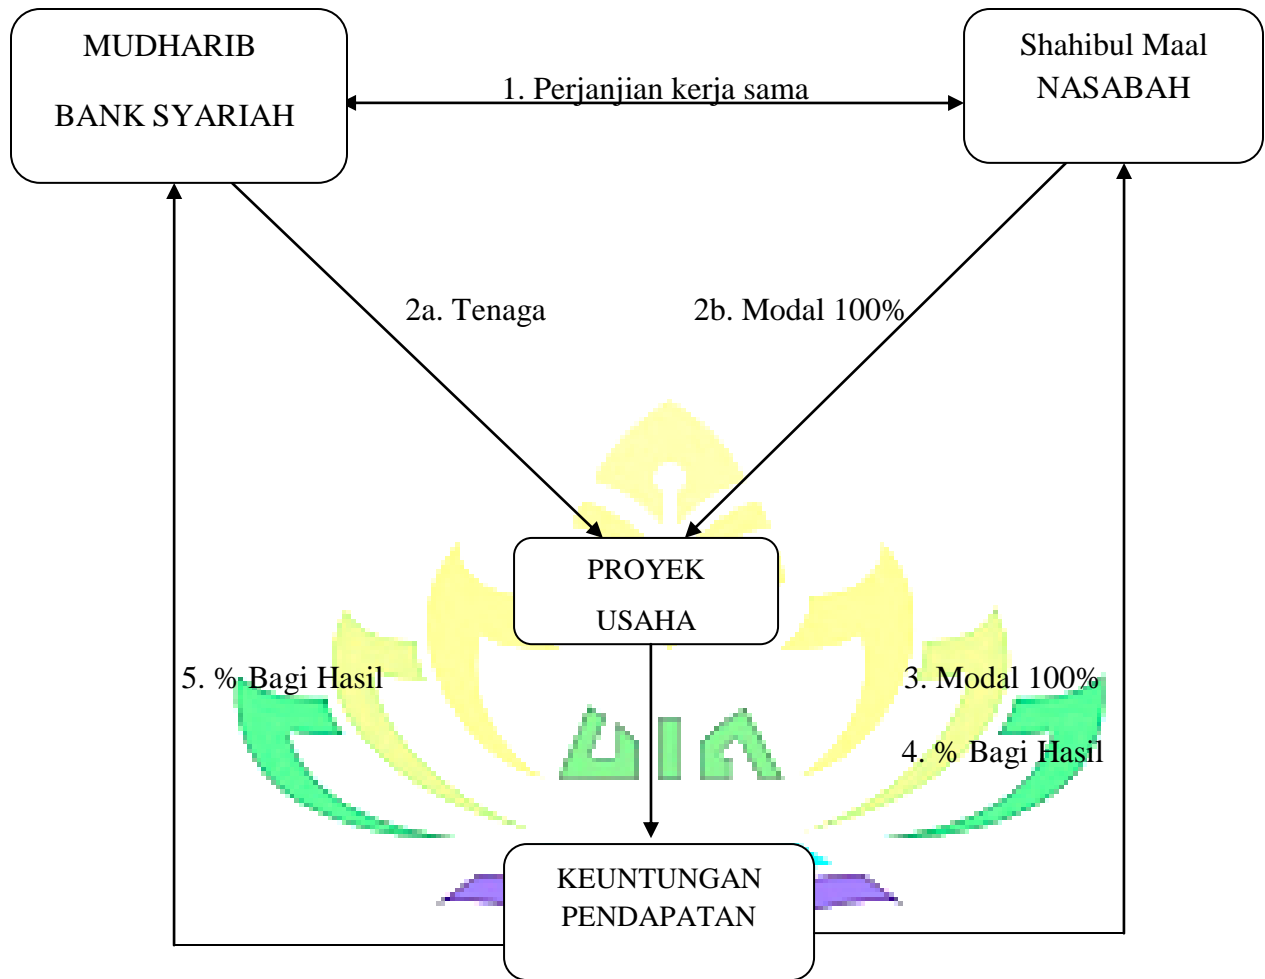 MUDHARIB
BANK SYARIAH
Shahibul Maal
NASABAH
1. Perjanjian kerja sama
2a. Tenaga
2b. Modal 100%
PROYEK
USAHA
5. % Bagi Hasil
3. Modal 100%
4. % Bagi Hasil
KEUNTUNGAN
PENDAPATAN